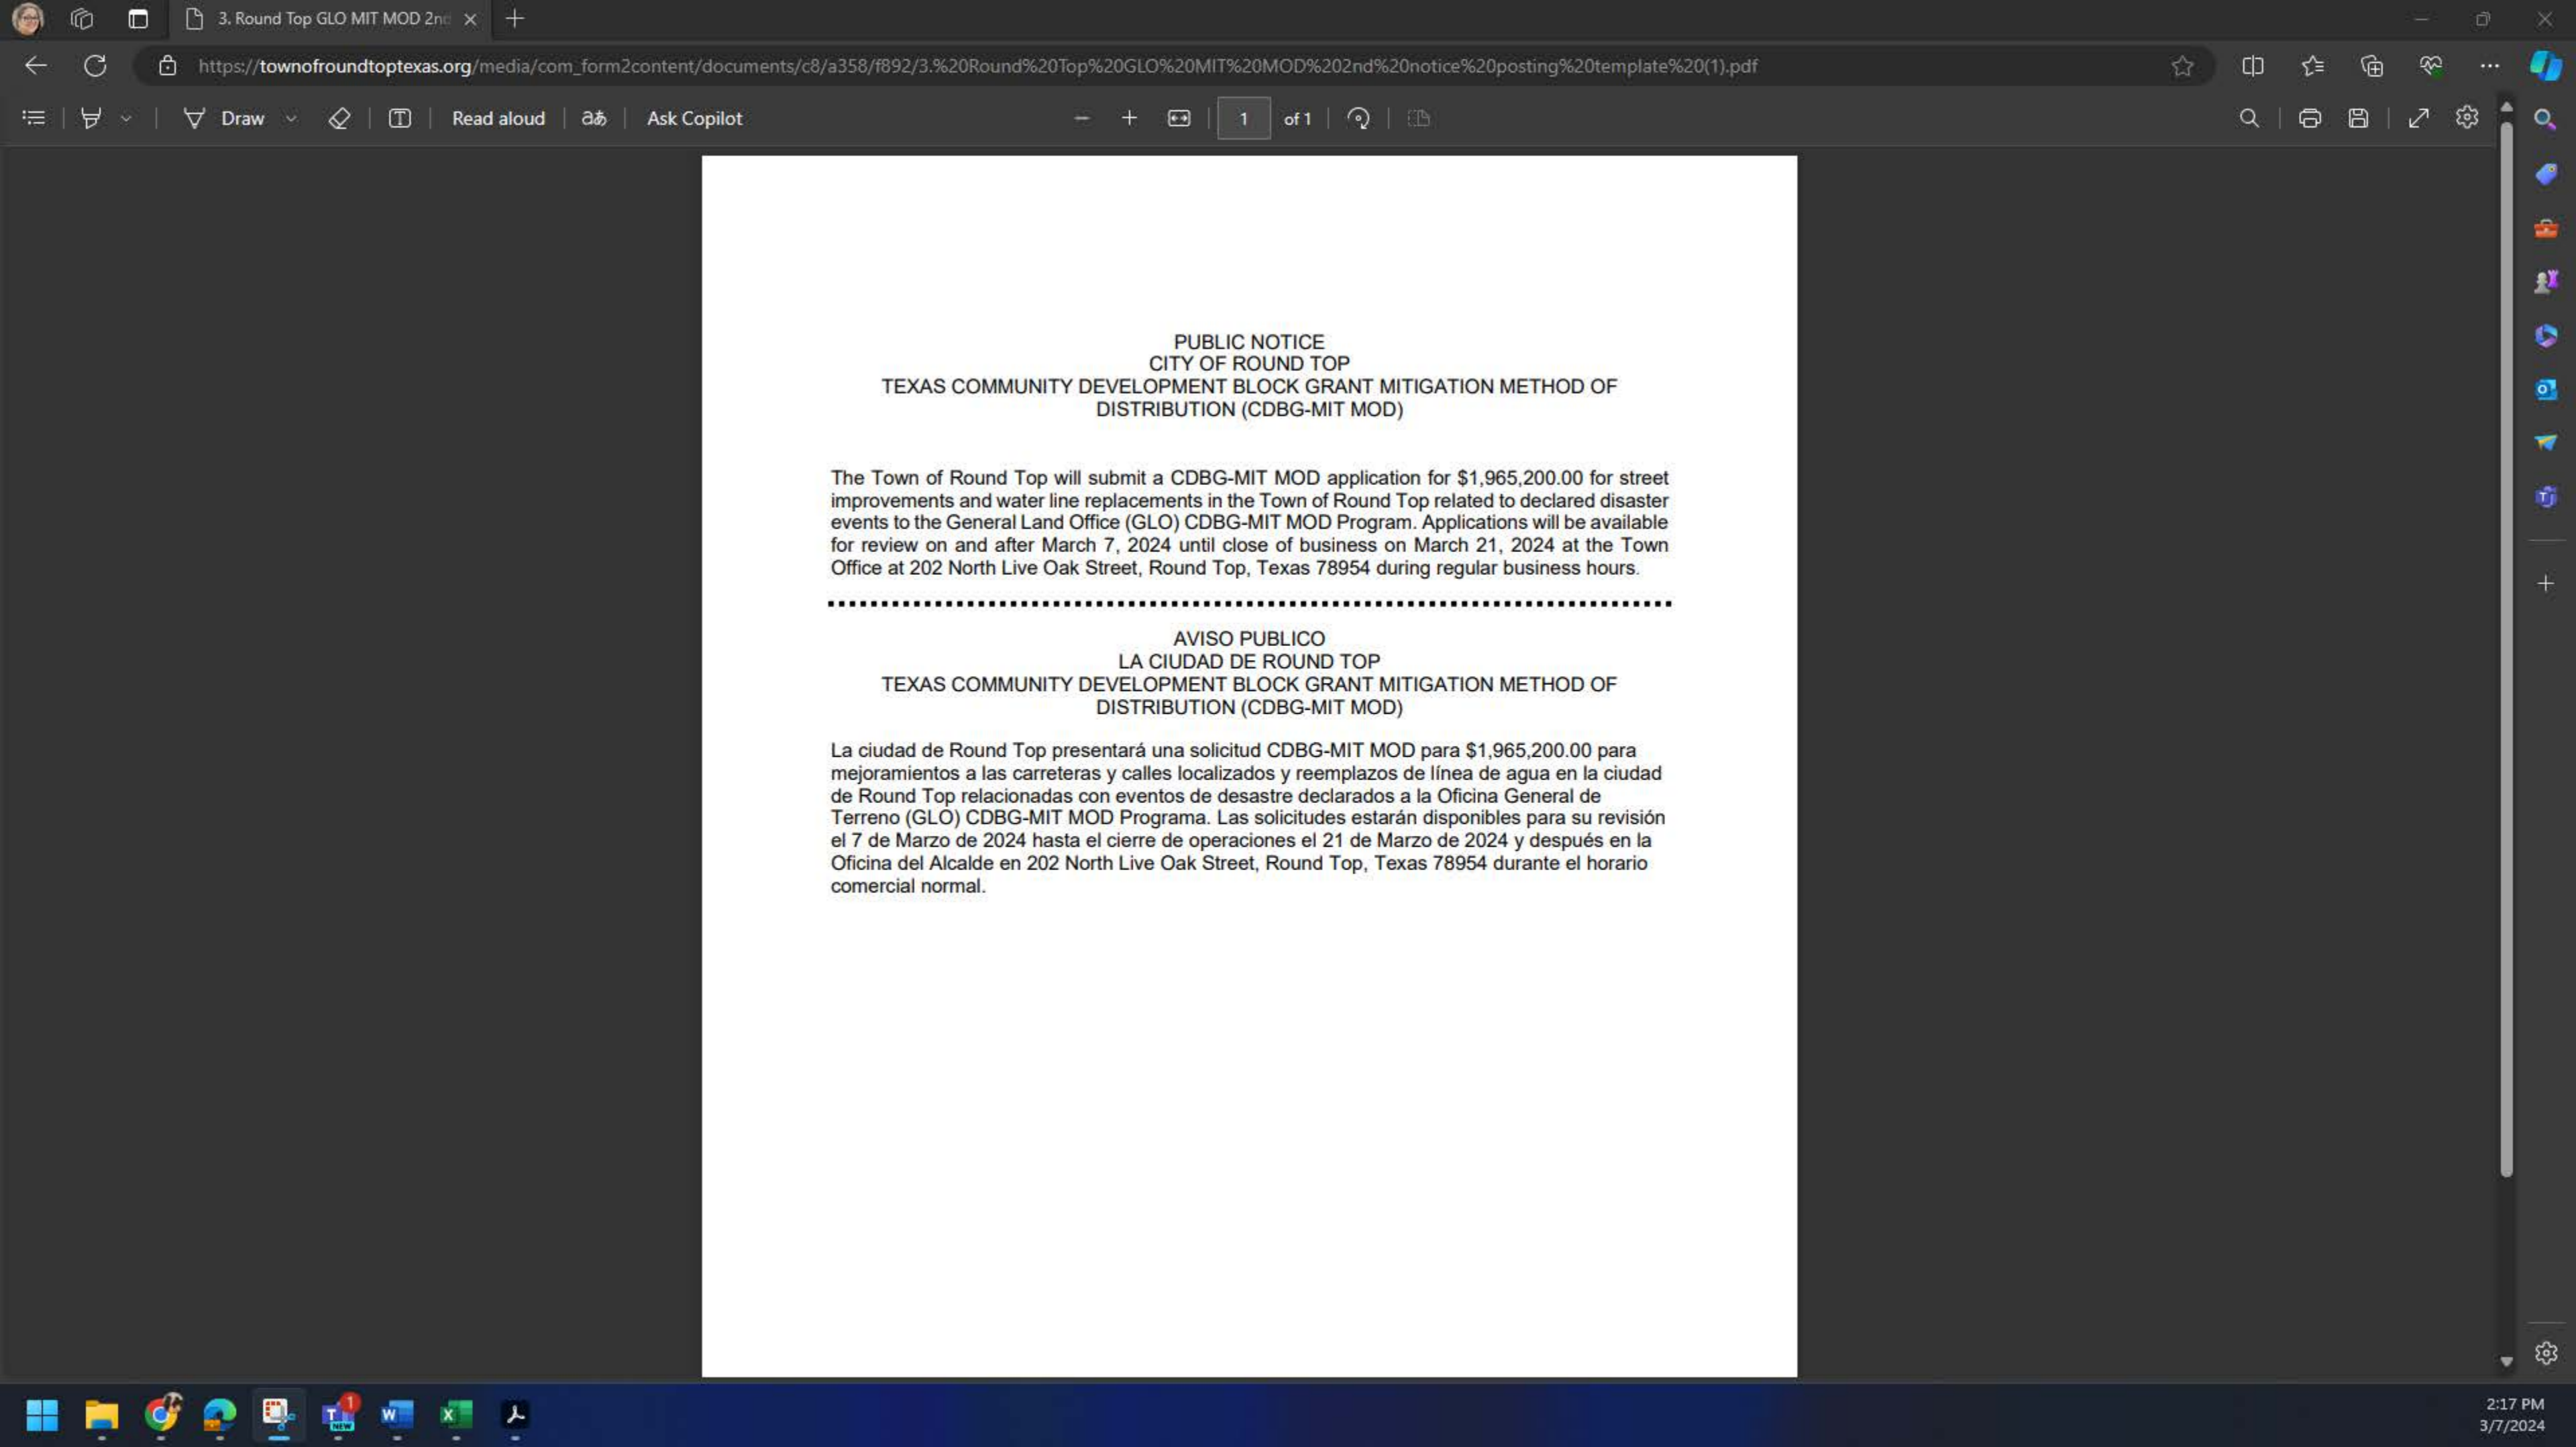 3. Round Top GLO MIT MOD 2nd
https://townofroundtoptexas.org/media/com_form2content/documents/c8/a358/f892/3.%20Round%20Top%20GLO%20MIT%20MOD%202nd%20notice%20posting%20template%20(1).pdf
Draw
Read aloud
aあ
Ask Copilot
1 of 1
PUBLIC NOTICE
CITY OF ROUND TOP
TEXAS COMMUNITY DEVELOPMENT BLOCK GRANT MITIGATION METHOD OF
DISTRIBUTION (CDBG-MIT MOD)
The Town of Round Top will submit a CDBG-MIT MOD application for $1,965,200.00 for street
improvements and water line replacements in the Town of Round Top related to declared disaster
events to the General Land Office (GLO) CDBG-MIT MOD Program. Applications will be available
for review on and after March 7, 2024 until close of business on March 21, 2024 at the Town
Office at 202 North Live Oak Street, Round Top, Texas 78954 during regular business hours.
AVISO PUBLICO
LA CIUDAD DE ROUND TOP
TEXAS COMMUNITY DEVELOPMENT BLOCK GRANT MITIGATION METHOD OF
DISTRIBUTION (CDBG-MIT MOD)
La ciudad de Round Top presentará una solicitud CDBG-MIT MOD para $1,965,200.00 para
mejoramientos a las carreteras y calles localizados y reemplazos de línea de agua en la ciudad
de Round Top relacionadas con eventos de desastre declarados a la Oficina General de
Terreno (GLO) CDBG-MIT MOD Programa. Las solicitudes estarán disponibles para su revisión
el 7 de Marzo de 2024 hasta el cierre de operaciones el 21 de Marzo de 2024 y después en la
Oficina del Alcalde en 202 North Live Oak Street, Round Top, Texas 78954 durante el horario
comercial normal.
1
NEW
2:17 PM
3/7/2024